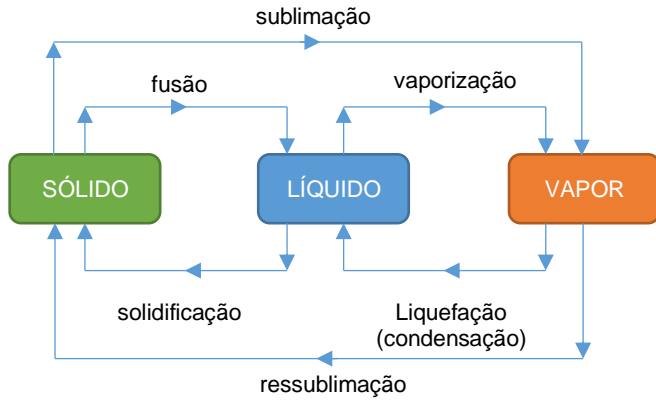 sublimação
fusão
vaporização
SÓLIDO
LÍQUIDO
VAPOR
solidificação
Liquefação
(condensação)
ressublimação